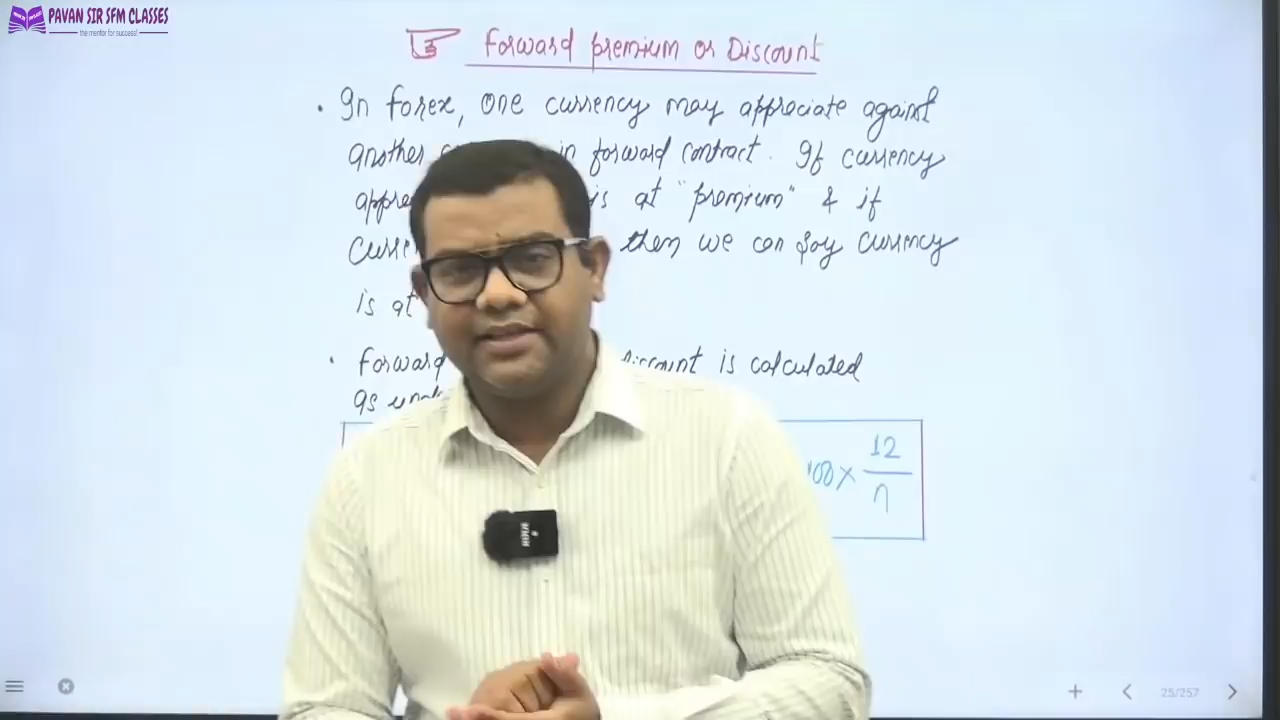 PAVAN SIR SFM CLASSES
the mentor for success!
Forward premium or Discount
• In forex, one currency may appreciate against
another in forward contract. If currency
is at "premium" & if
then we can say currency
is at
• Forward is calculated
as
100 × 12/n
25/257